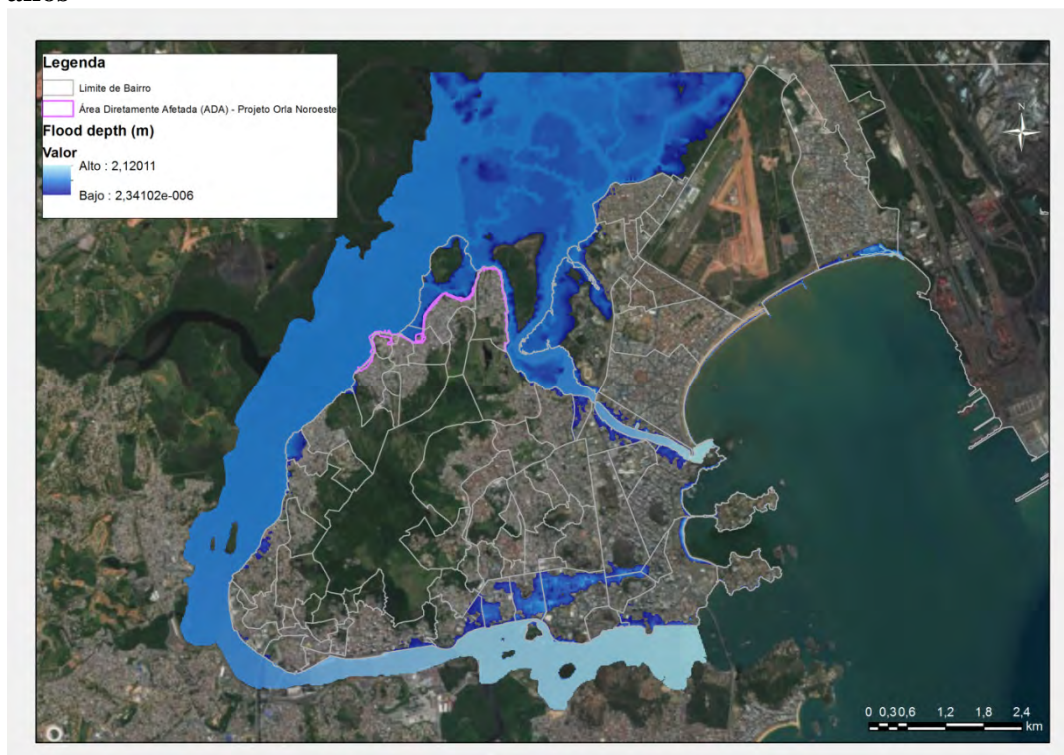 Legenda
Limite de Bairro
Área Diretamente Afetada (ADA) - Projeto Orla Noroeste
Flood depth (m)
Valor
Alto : 2,12011
Bajo : 2,34102e-006
N
0 0,30,6 1,2 1,8 2,4
km